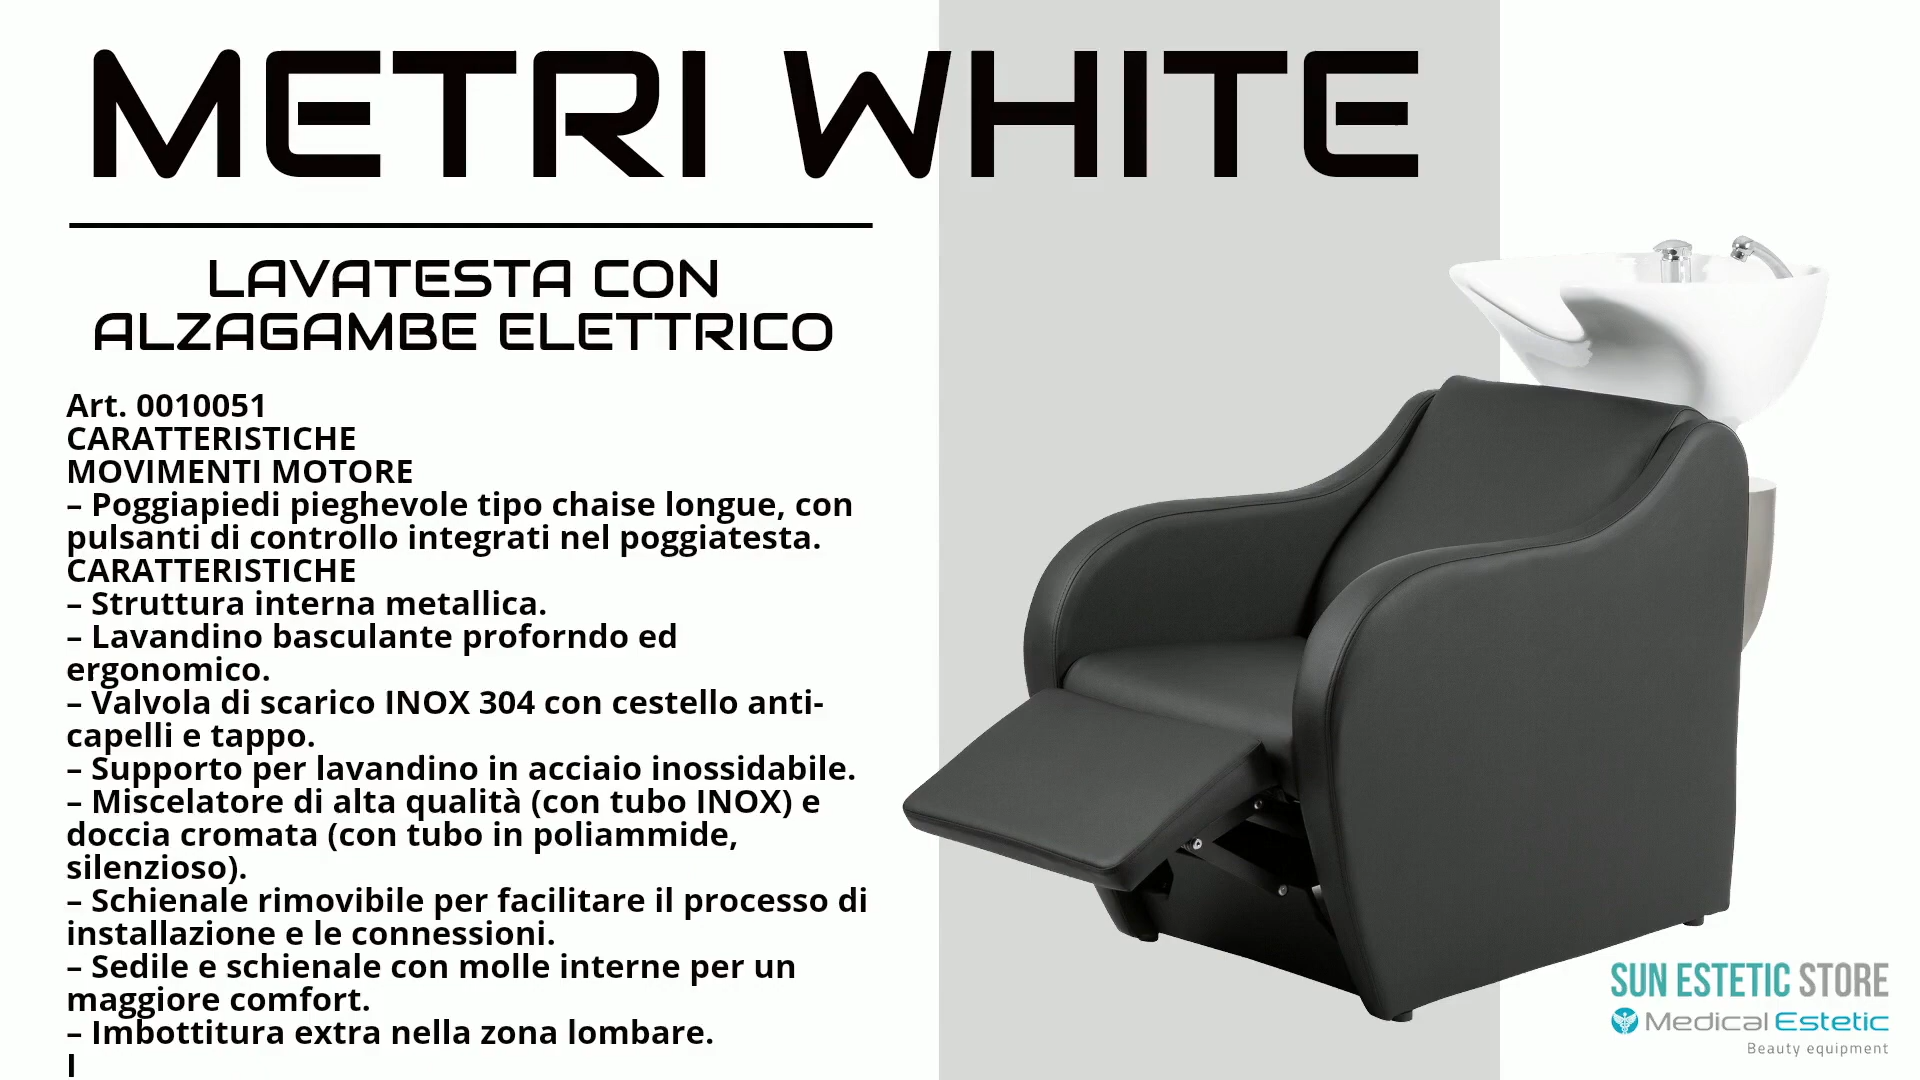 METRI WHITE
LAVATESTA CON
ALZAGAMBE ELETTRICO
Art. 0010051
CARATTERISTICHE
MOVIMENTI MOTORE
– Poggiapiedi pieghevole tipo chaise longue, con
pulsanti di controllo integrati nel poggiatesta.
CARATTERISTICHE
– Struttura interna metallica.
– Lavandino basculante proforndo ed
ergonomico.
– Valvola di scarico INOX 304 con cestello anti-
capelli e tappo.
– Supporto per lavandino in acciaio inossidabile.
– Miscelatore di alta qualità (con tubo INOX) e
doccia cromata (con tubo in poliammide,
silenzioso).
– Schienale rimovibile per facilitare il processo di
installazione e le connessioni.
– Sedile e schienale con molle interne per un
maggiore comfort.
– Imbottitura extra nella zona lombare.
I
SUN ESTETIC STORE
Medical Estetic
Beauty equipment